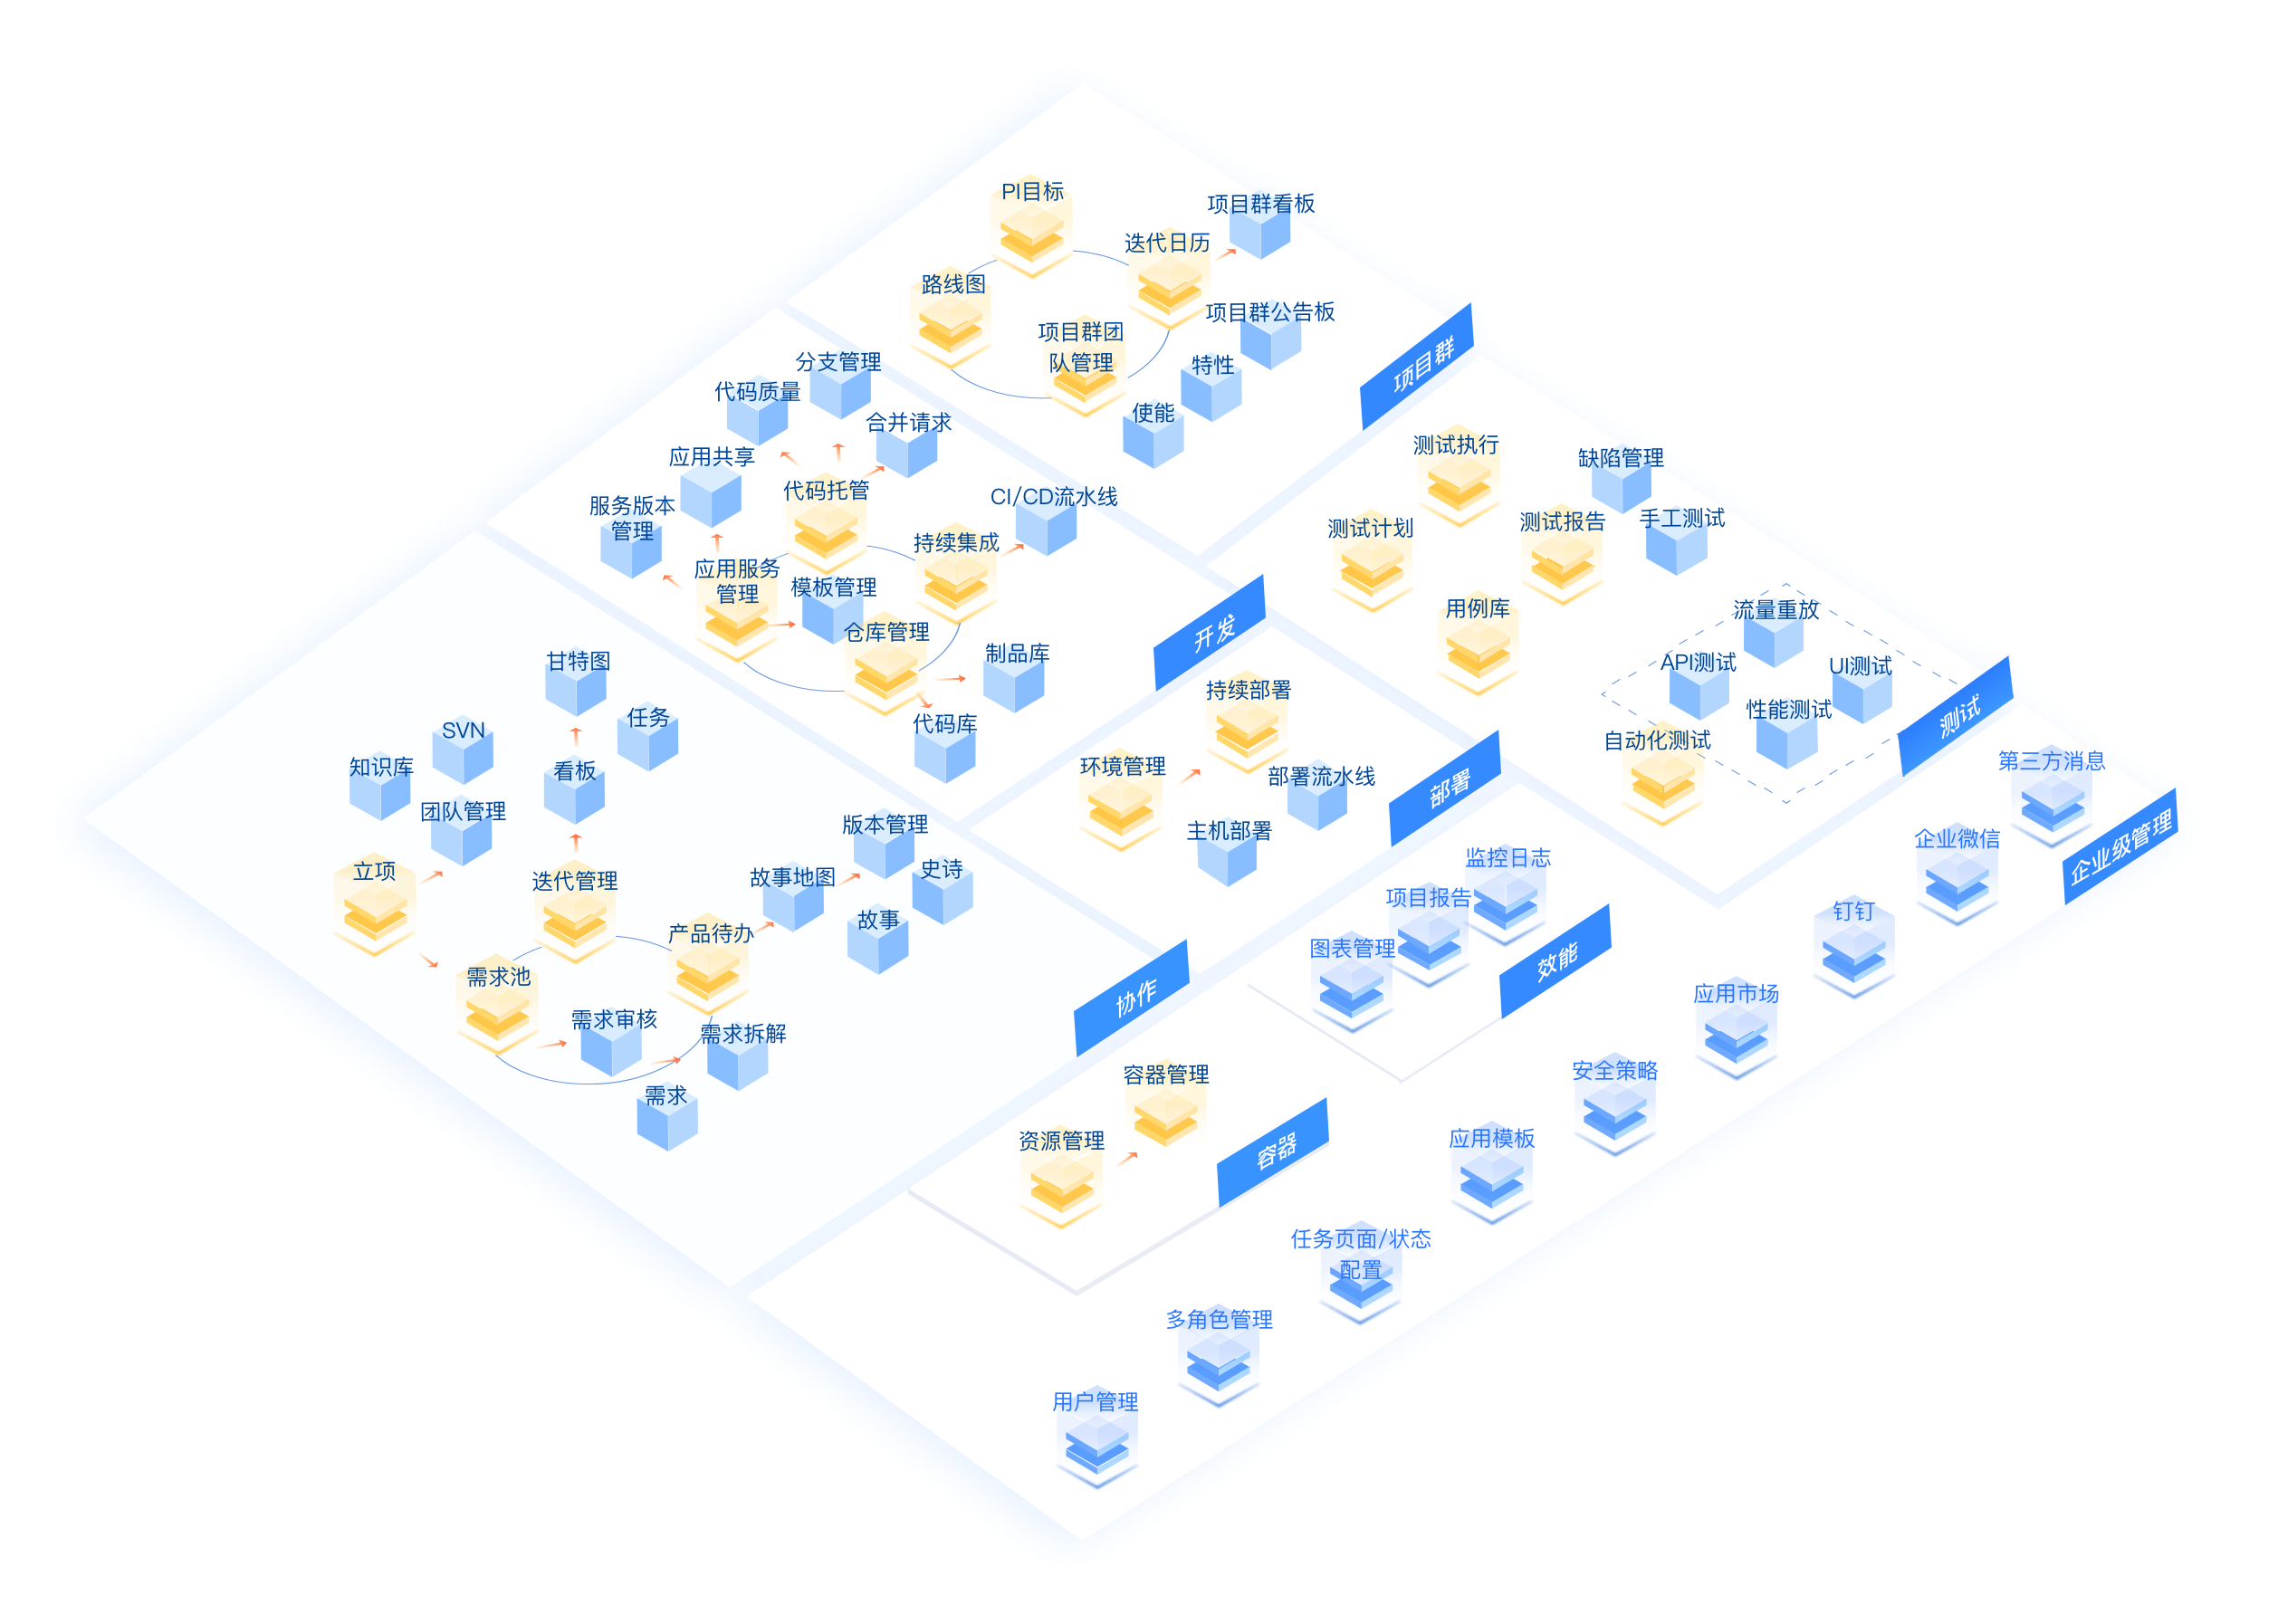 PI目标
项目群看板
迭代日历
路线图
项目群公告板
项目群团
队管理
特性
使能
项目群
分支管理
代码质量
合并请求
应用共享
代码托管
CI/CD流水线
服务版本
管理
持续集成
应用服务
管理
模板管理
仓库管理
制品库
代码库
开发
测试执行
缺陷管理
测试计划
测试报告
手工测试
用例库
流量重放
API测试
UI测试
性能测试
自动化测试
测试
持续部署
环境管理
部署流水线
主机部署
部署
甘特图
任务
SVN
知识库
看板
团队管理
立项
迭代管理
版本管理
故事地图
史诗
故事
产品待办
需求池
需求审核
需求拆解
需求
协作
监控日志
项目报告
图表管理
效能
容器管理
资源管理
容器
第三方消息
企业微信
钉钉
应用市场
安全策略
应用模板
任务页面/状态
配置
多角色管理
用户管理
企业级管理